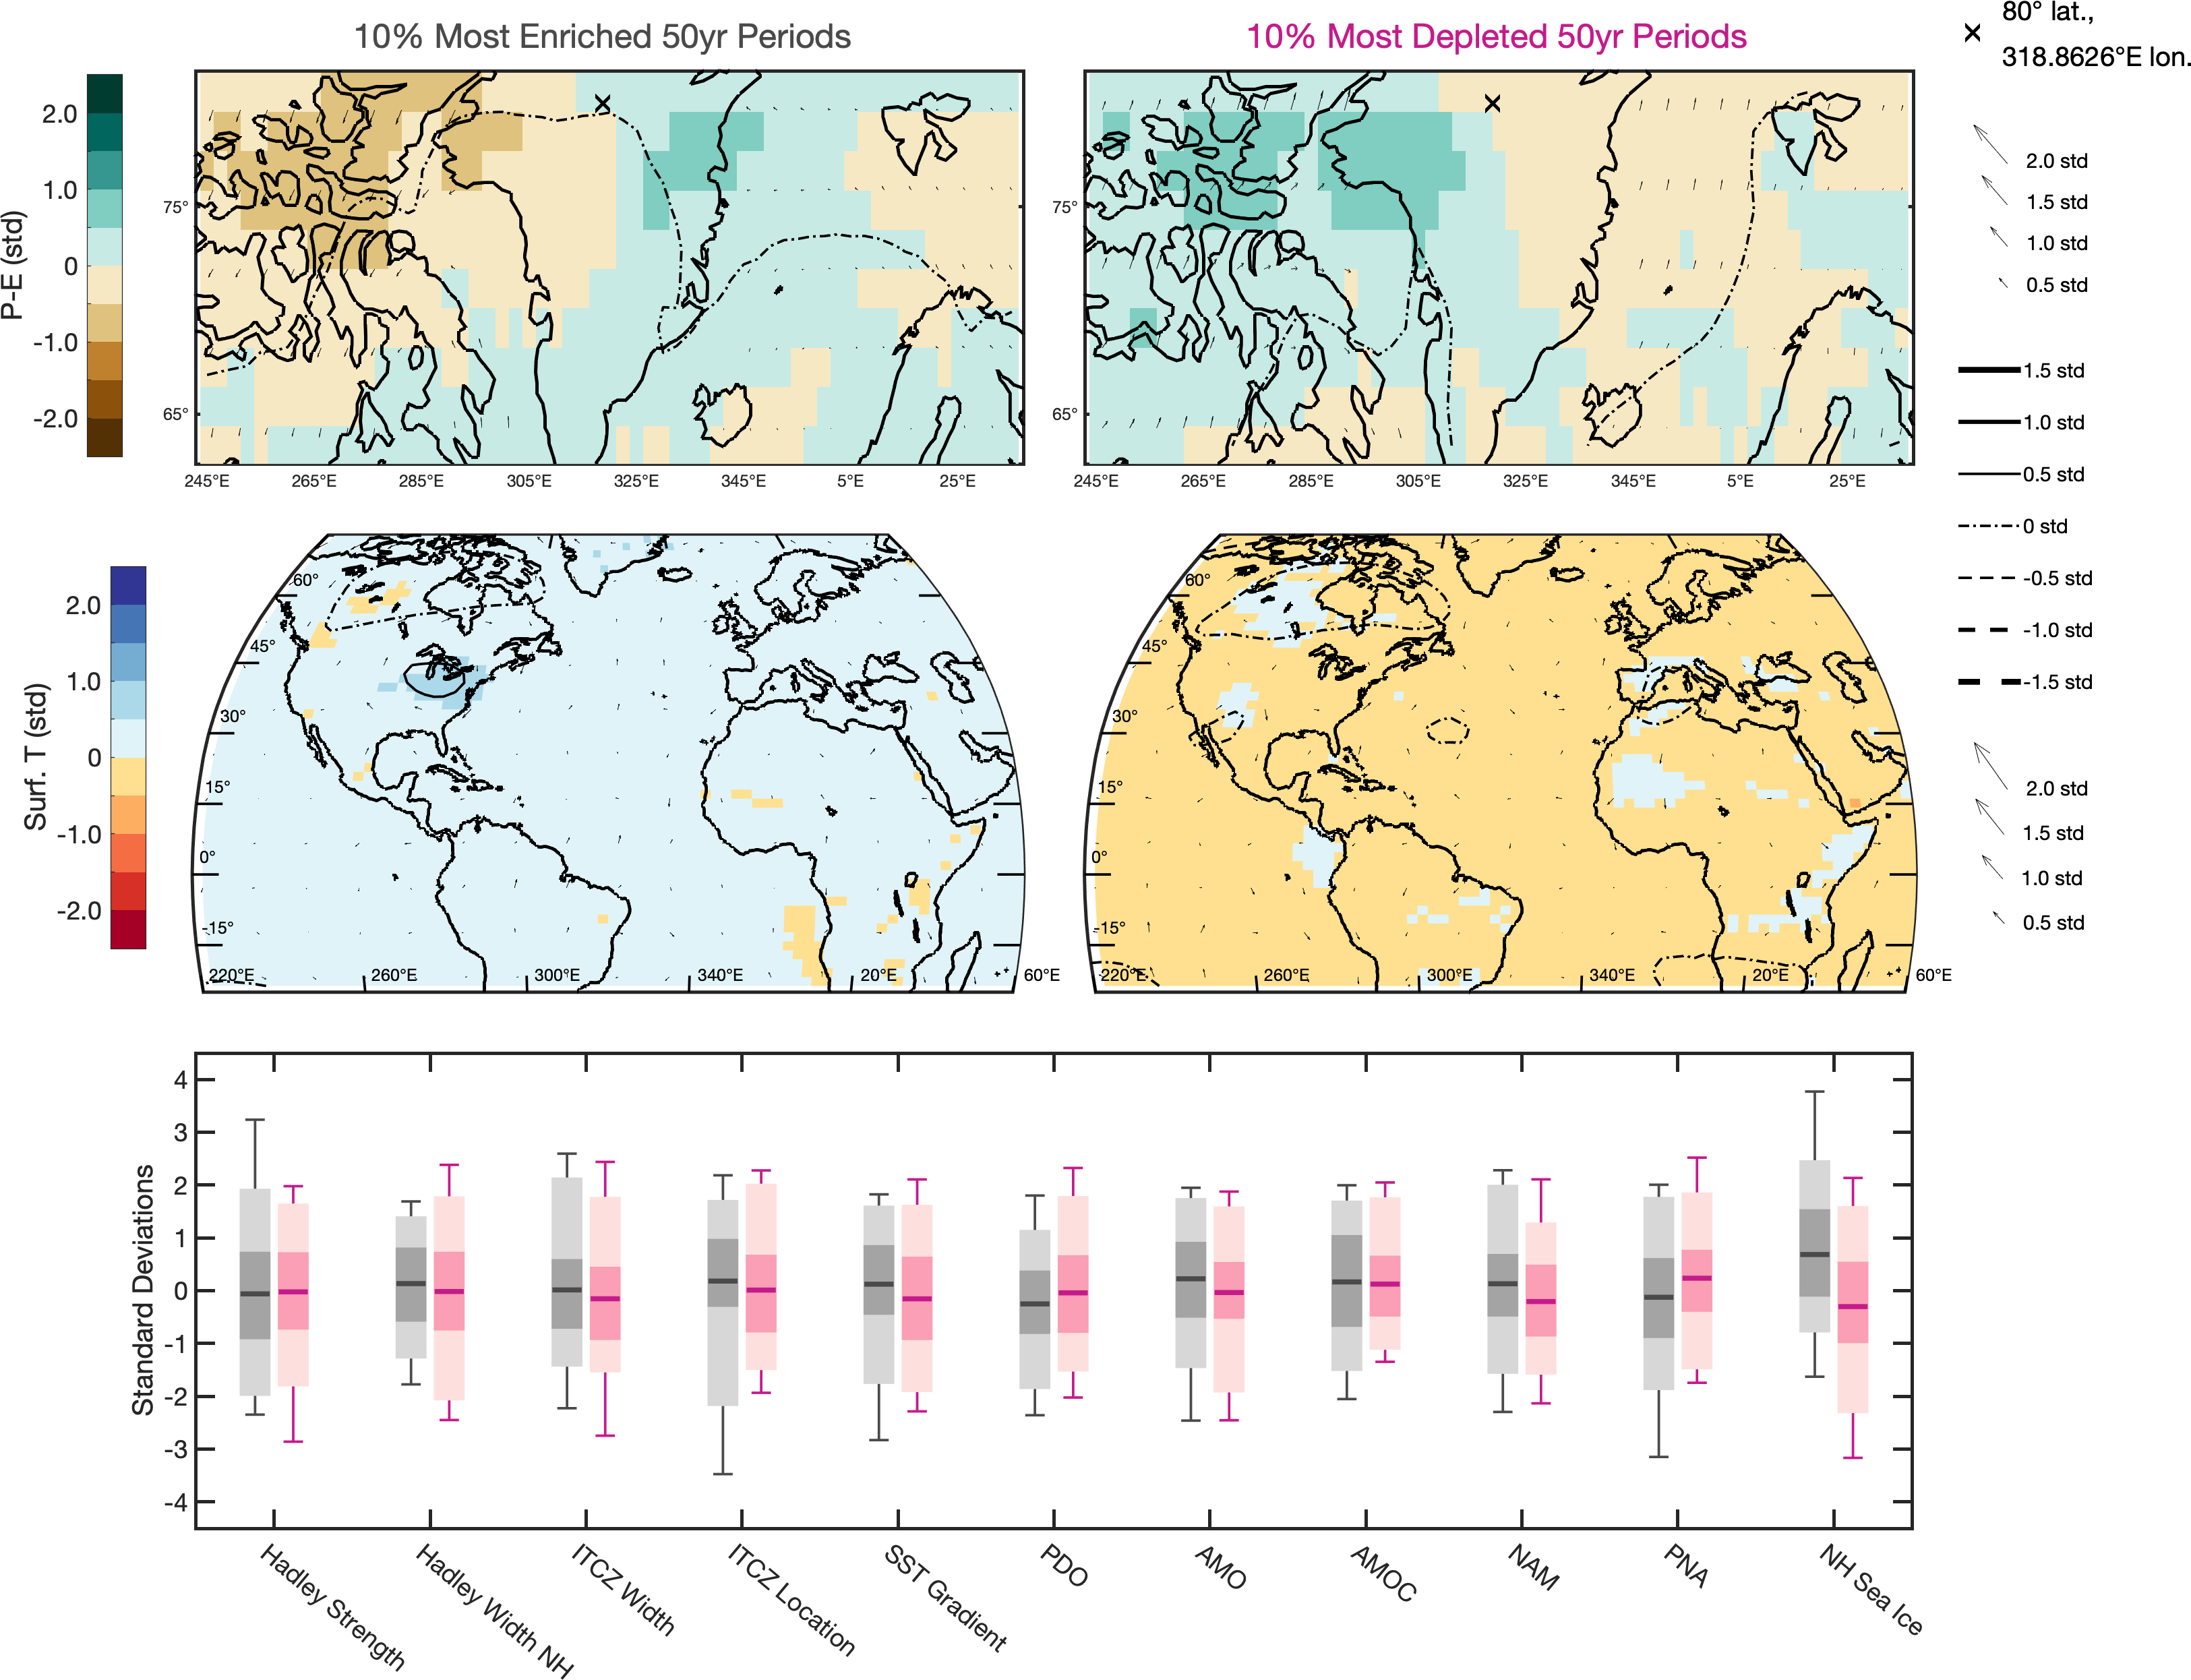 10% Most Enriched 50yr Periods
10% Most Depleted 50yr Periods
80° lat.,
318.8626°E lon.
P-E (std)
2.0
1.0
0
-1.0
-2.0
75°
65°
245°E 265°E 285°E 305°E 325°E 345°E 5°E 25°E
75°
65°
245°E 265°E 285°E 305°E 325°E 345°E 5°E 25°E
2.0 std
1.5 std
1.0 std
0.5 std
1.5 std
1.0 std
0.5 std
0 std
-0.5 std
-1.0 std
-1.5 std
Surf. T (std)
2.0
1.0
0
-1.0
-2.0
60°
45°
30°
15°
0°
-15°
220°E 260°E 300°E 340°E 20°E 60°E
60°
45°
30°
15°
0°
-15°
220°E 260°E 300°E 340°E 20°E 60°E
2.0 std
1.5 std
1.0 std
0.5 std
Standard Deviations
4
3
2
1
0
-1
-2
-3
-4
Hadley Strength
Hadley Width NH
ITCZ Width
ITCZ Location
SST Gradient
PDO
AMO
AMOC
NAM
PNA
NH Sea Ice